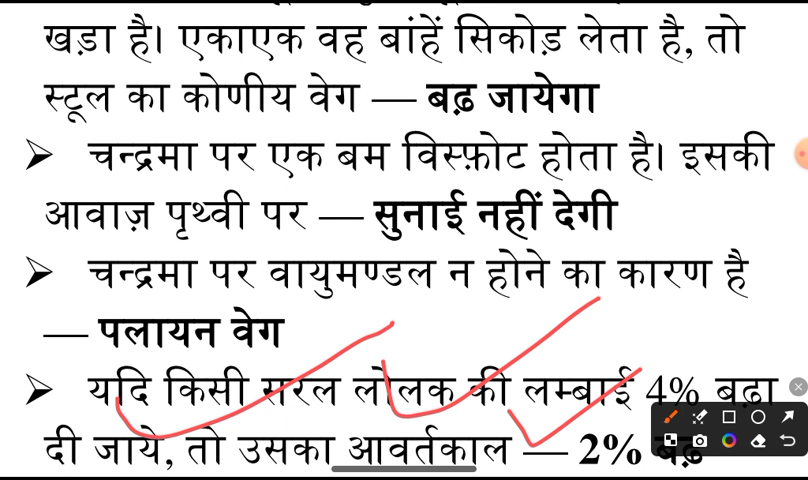 खड़ा है। एकाएक वह बांहें सिकोड़ लेता है, तो
स्टूल का कोणीय वेग — बढ़ जायेगा
➢ चन्द्रमा पर एक बम विस्फ़ोट होता है। इसकी
आवाज़ पृथ्वी पर — सुनाई नहीं देगी
➢ चन्द्रमा पर वायुमण्डल न होने का कारण है
— पलायन वेग
➢ यदि किसी सरल लोलक की लम्बाई 4% बढ़ा
दी जाये, तो उसका आवर्तकाल — 2% बढ़